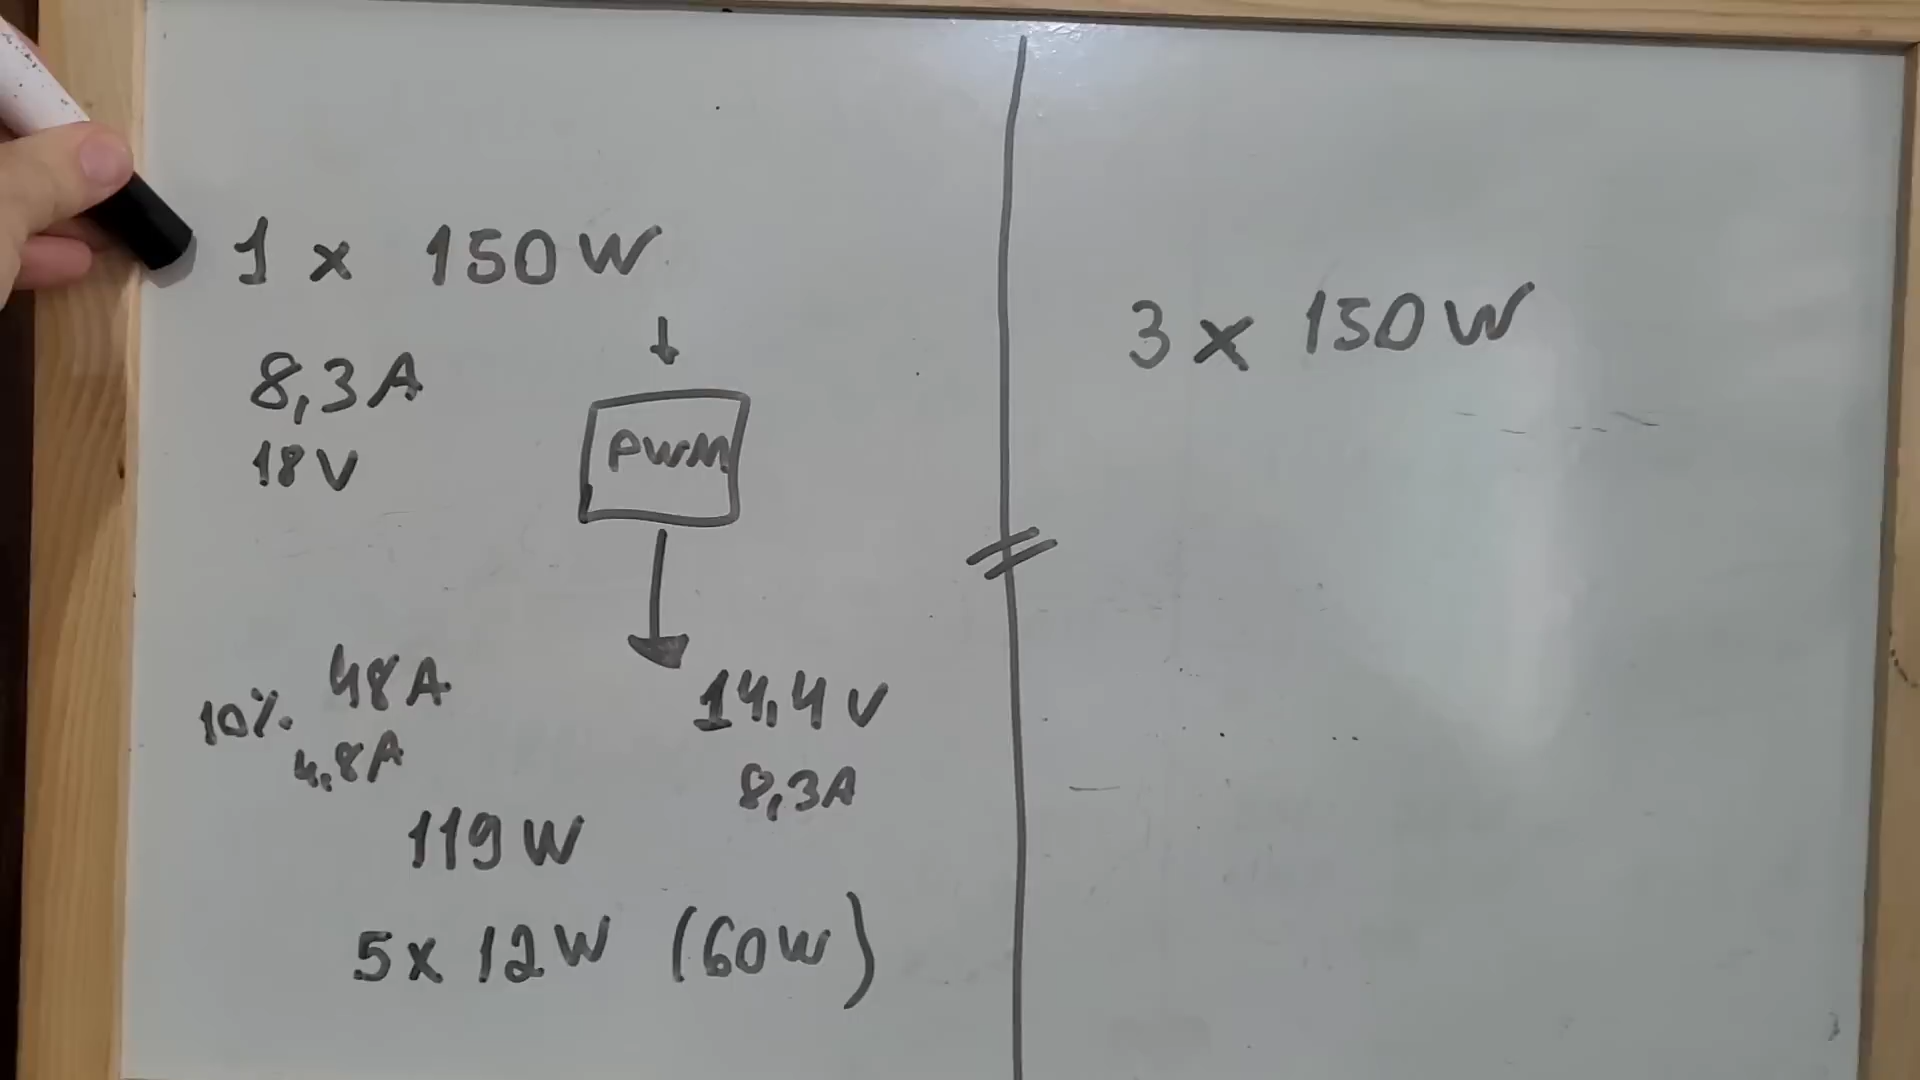 1 x 150W
8,3A
18V
PWM
48A
10%
4,8A
14,4V
8,3A
119W
5x 12W (60W)
3x 150W